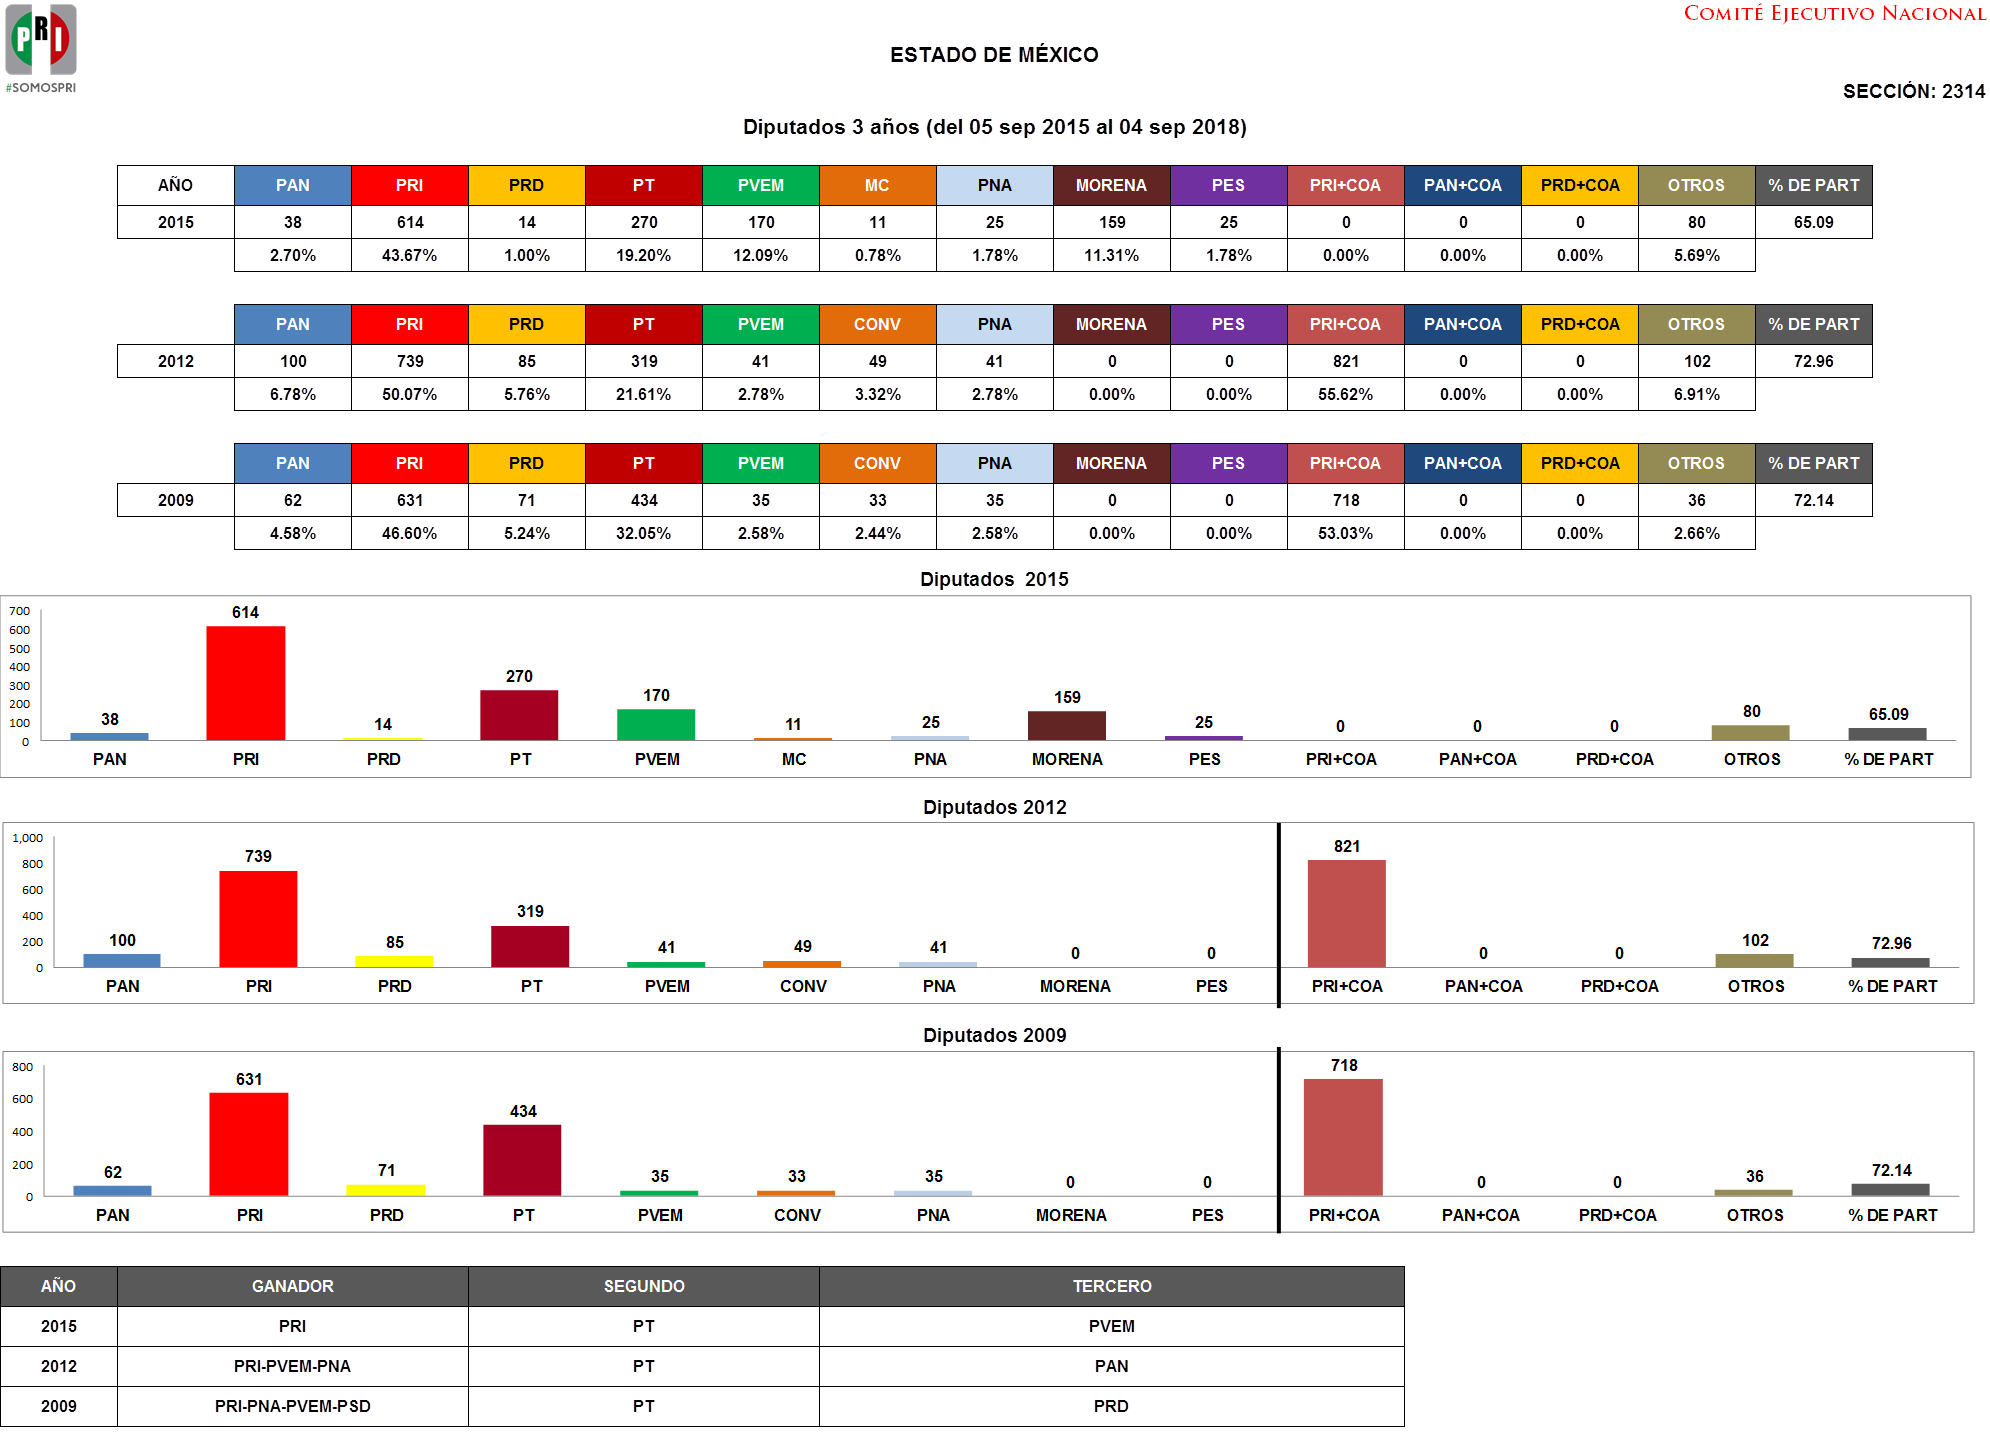 PRI
#SOMOSPRI
COMITÉ EJECUTIVO NACIONAL
ESTADO DE MÉXICO
SECCIÓN: 2314
Diputados 3 años (del 05 sep 2015 al 04 sep 2018)
AÑO PAN PRI PRD PT PVEM MC PNA MORENA PES PRI+COA PAN+COA PRD+COA OTROS % DE PART
2015 38 614 14 270 170 11 25 159 25 0 0 0 80 65.09
2.70% 43.67% 1.00% 19.20% 12.09% 0.78% 1.78% 11.31% 1.78% 0.00% 0.00% 0.00% 5.69%
PAN PRI PRD PT PVEM CONV PNA MORENA PES PRI+COA PAN+COA PRD+COA OTROS % DE PART
2012 100 739 85 319 41 49 41 0 0 821 0 0 102 72.96
6.78% 50.07% 5.76% 21.61% 2.78% 3.32% 2.78% 0.00% 0.00% 55.62% 0.00% 0.00% 6.91%
PAN PRI PRD PT PVEM CONV PNA MORENA PES PRI+COA PAN+COA PRD+COA OTROS % DE PART
2009 62 631 71 434 35 33 35 0 0 718 0 0 36 72.14
4.58% 46.60% 5.24% 32.05% 2.58% 2.44% 2.58% 0.00% 0.00% 53.03% 0.00% 0.00% 2.66%
Diputados 2015
700
600
500
400
300
200
100
0
38 614 14 270 170 11 25 159 25 0 0 0 80 65.09
PAN PRI PRD PT PVEM MC PNA MORENA PES PRI+COA PAN+COA PRD+COA OTROS % DE PART
Diputados 2012
1,000
800
600
400
200
0
100 739 85 319 41 49 41 0 0 821 0 0 102 72.96
PAN PRI PRD PT PVEM CONV PNA MORENA PES PRI+COA PAN+COA PRD+COA OTROS % DE PART
Diputados 2009
800
600
400
200
0
62 631 71 434 35 33 35 0 0 718 0 0 36 72.14
PAN PRI PRD PT PVEM CONV PNA MORENA PES PRI+COA PAN+COA PRD+COA OTROS % DE PART
AÑO GANADOR SEGUNDO TERCERO
2015 PRI PT PVEM
2012 PRI-PVEM-PNA PT PAN
2009 PRI-PNA-PVEM-PSD PT PRD